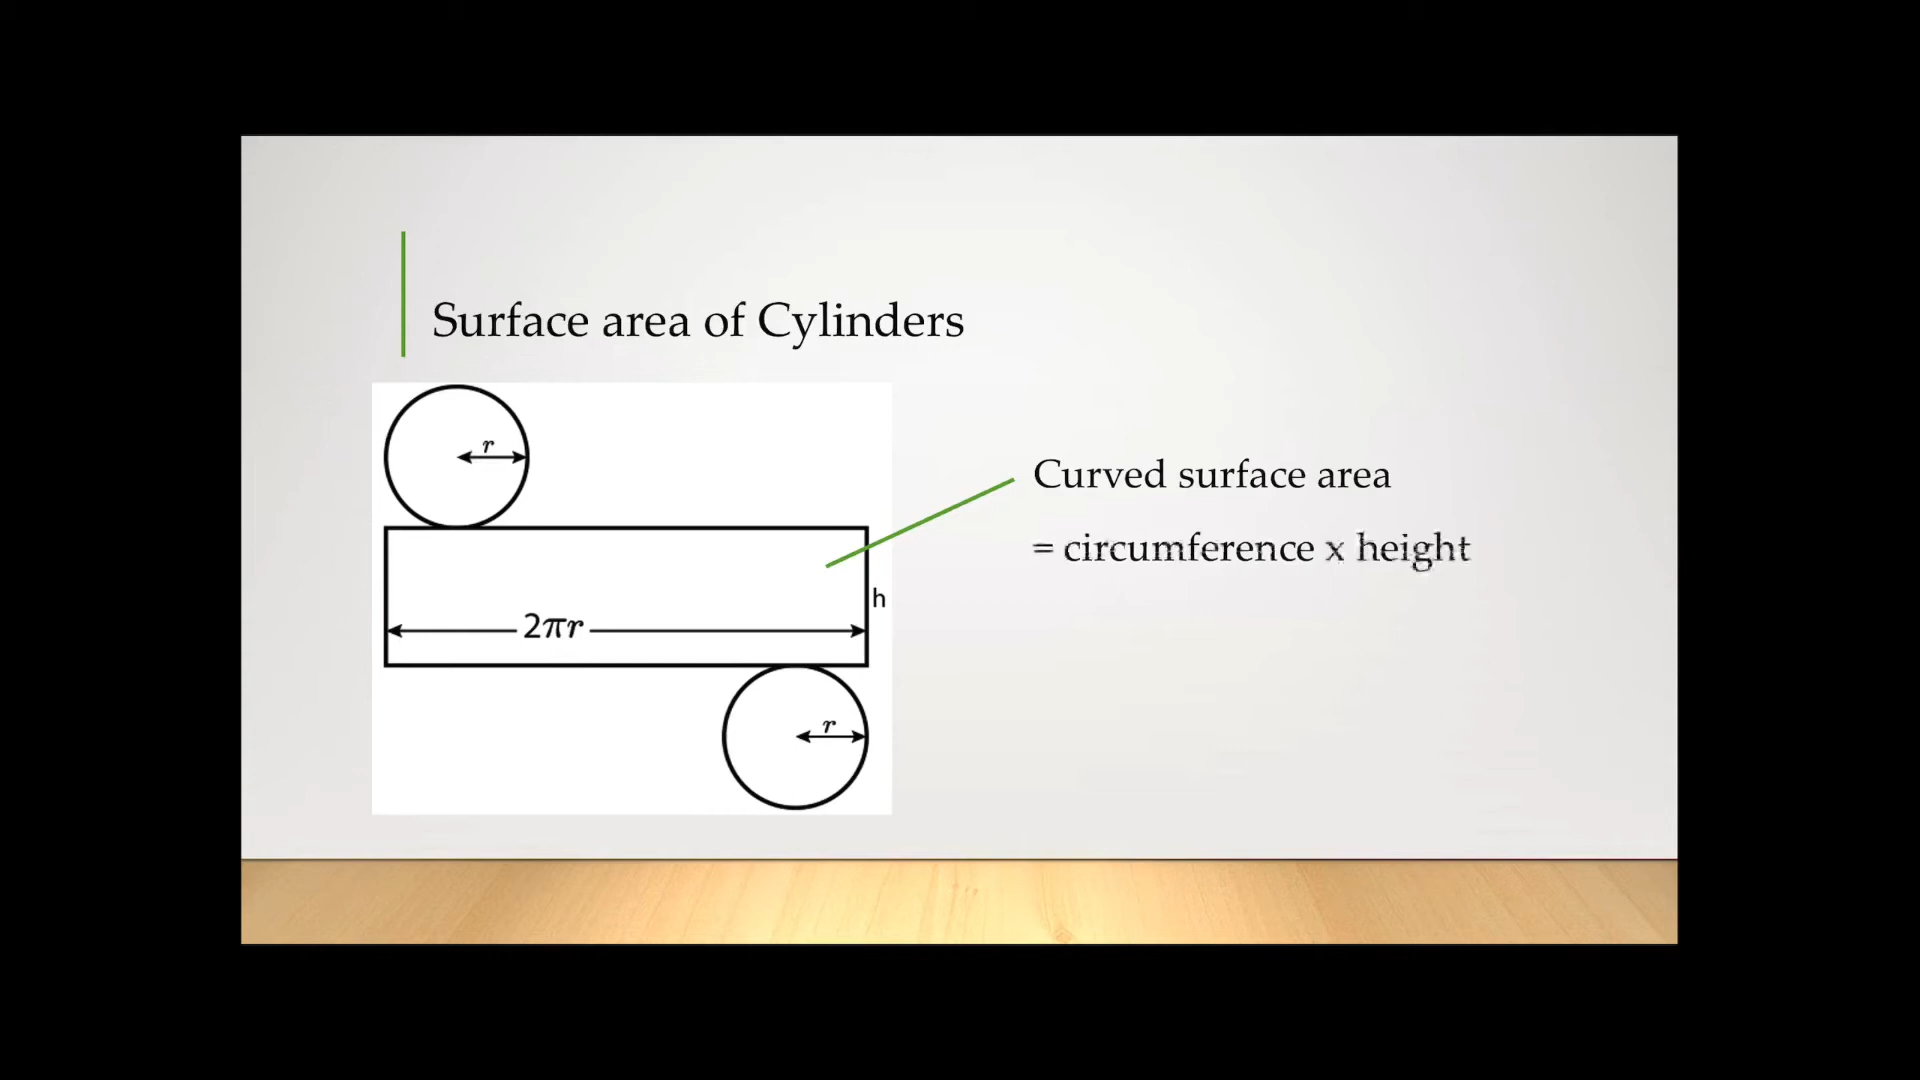 Surface area of Cylinders
r
Curved surface area
= circumference x height
h
2πr
r